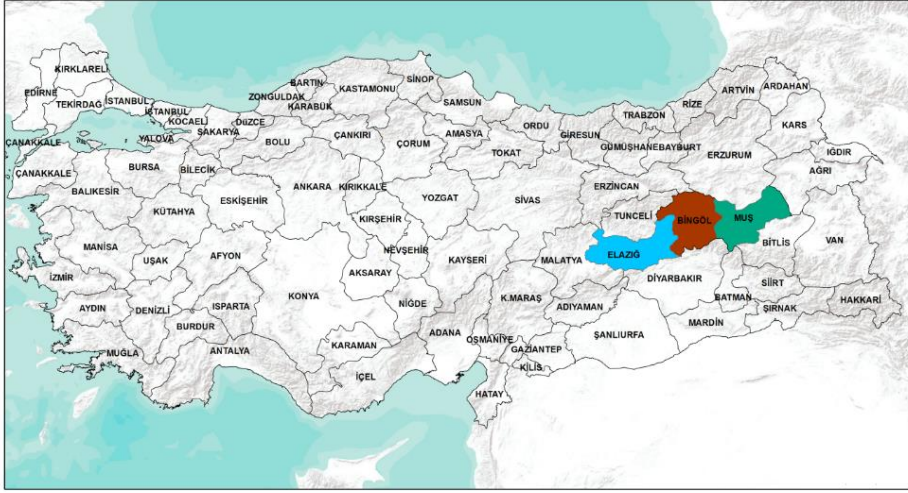 KIRKLARELİ
EDİRNE
TEKİRDAG
İSTANBUL
İSTANBUL
KOCAELİ
YALOVA
SAKARYA
DÜZCE
ZONGULDAK
BARTIN
KARABÜK
KASTAMONU
SİNOP
SAMSUN
ÇANAKKALE
ÇANAKKALE
BALIKESİR
BURSA
BİLECİK
BOLU
ÇANKIRI
ÇORUM
AMASYA
TOKAT
ORDU
GİRESUN
TRABZON
RİZE
ARTVİN
ARDAHAN
KARS
IĞDIR
AĞRI
GÜMÜŞHANE
BAYBURT
ERZURUM
ERZİNCAN
KÜTAHYA
ESKİŞEHİR
ANKARA
KIRIKKALE
YOZGAT
SİVAS
TUNCELİ
BİNGÖL
MUŞ
BİTLİS
VAN
MANİSA
UŞAK
AFYON
KIRŞEHİR
NEVŞEHİR
KAYSERİ
MALATYA
ELAZIĞ
DİYARBAKIR
BATMAN
SİİRT
ŞIRNAK
HAKKARİ
İZMİR
AYDIN
DENİZLİ
ISPARTA
BURDUR
KONYA
AKSARAY
NİĞDE
K.MARAŞ
ADIYAMAN
ŞANLIURFA
MARDİN
MUĞLA
ANTALYA
KARAMAN
İÇEL
ADANA
OSMANİYE
GAZİANTEP
KİLİS
HATAY